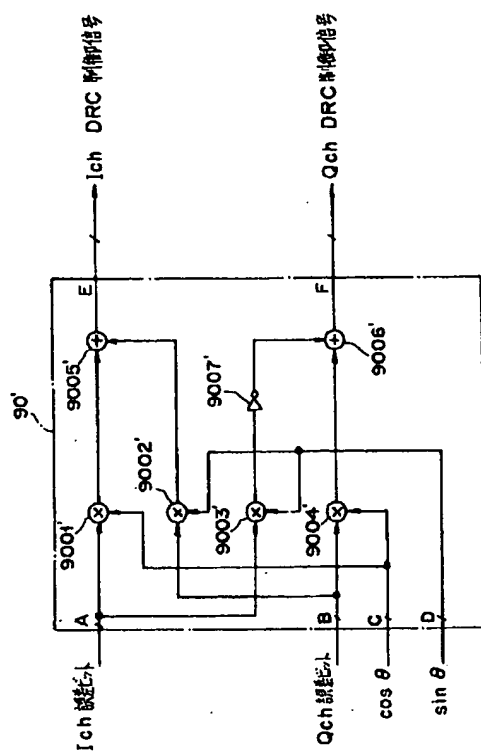 90'
Ich 誤差ビット
A
9001'
9005'
E
Ich DRC 制御信号
9002'
9003'
9007'
9004'
9006'
Qch 誤差ビット
B
F
Qch DRC 制御信号
cos θ
C
sin θ
D